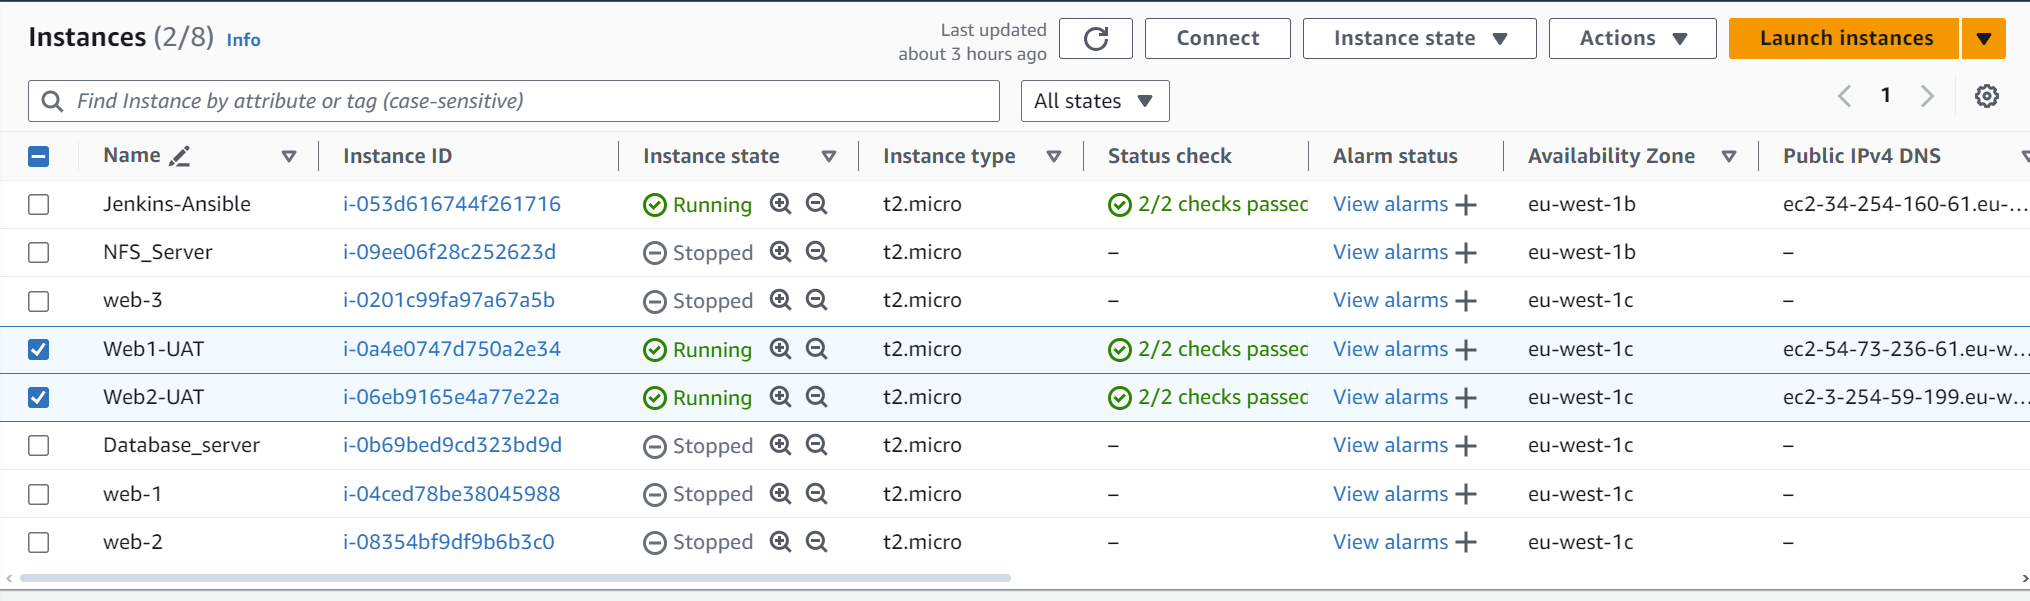 Instances (2/8) Info
Last updated
about 3 hours ago
Connect
Instance state
Actions
Launch instances
Find Instance by attribute or tag (case-sensitive)
All states
1
Name Instance ID Instance state Instance type Status check Alarm status Availability Zone Public IPv4 DNS
Jenkins-Ansible i-053d616744f261716 Running t2.micro 2/2 checks passed View alarms + eu-west-1b ec2-34-254-160-61.eu-...
NFS_Server i-09ee06f28c252623d Stopped t2.micro – View alarms + eu-west-1b –
web-3 i-0201c99fa97a67a5b Stopped t2.micro – View alarms + eu-west-1c –
Web1-UAT i-0a4e0747d750a2e34 Running t2.micro 2/2 checks passed View alarms + eu-west-1c ec2-54-73-236-61.eu-w...
Web2-UAT i-06eb9165e4a77e22a Running t2.micro 2/2 checks passed View alarms + eu-west-1c ec2-3-254-59-199.eu-w...
Database_server i-0b69bed9cd323bd9d Stopped t2.micro – View alarms + eu-west-1c –
web-1 i-04ced78be38045988 Stopped t2.micro – View alarms + eu-west-1c –
web-2 i-08354bf9df9b6b3c0 Stopped t2.micro – View alarms + eu-west-1c –